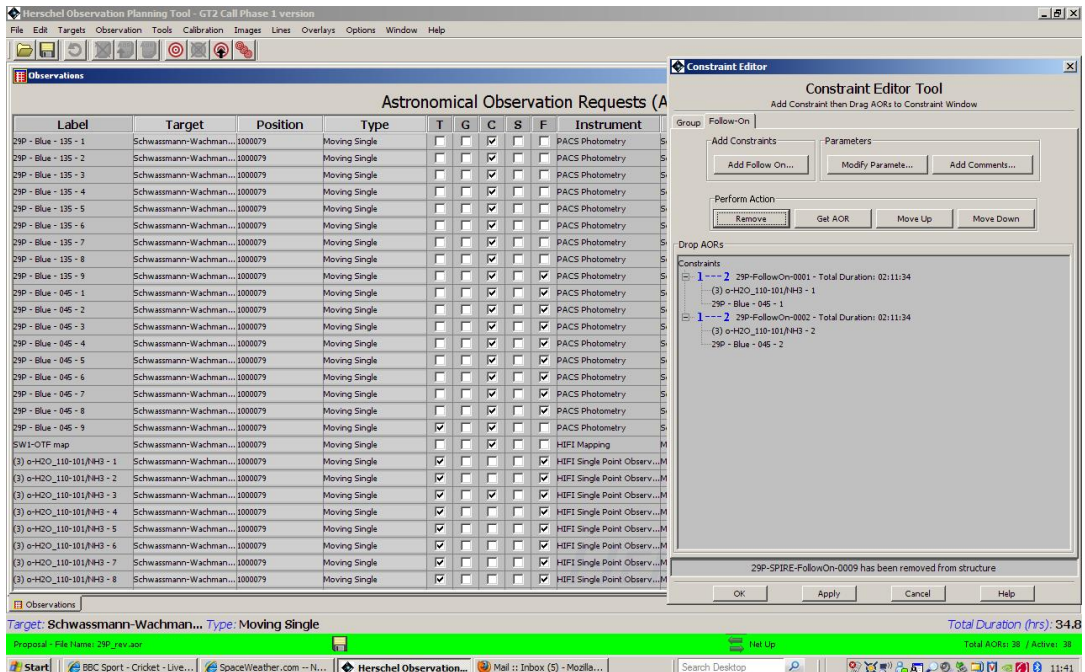 Herschel Observation Planning Tool - GT2 Call Phase 1 version
File Edit Targets Observation Tools Calibration Images Lines Overlays Options Window Help
Observations
Astronomical Observation Requests (A
Label Target Position Type T G C S F Instrument
29P - Blue - 135 - 1 Schwassmann-Wachman... 1000079 Moving Single PACS Photometry
29P - Blue - 135 - 2 Schwassmann-Wachman... 1000079 Moving Single PACS Photometry
29P - Blue - 135 - 3 Schwassmann-Wachman... 1000079 Moving Single PACS Photometry
29P - Blue - 135 - 4 Schwassmann-Wachman... 1000079 Moving Single PACS Photometry
29P - Blue - 135 - 5 Schwassmann-Wachman... 1000079 Moving Single PACS Photometry
29P - Blue - 135 - 6 Schwassmann-Wachman... 1000079 Moving Single PACS Photometry
29P - Blue - 135 - 7 Schwassmann-Wachman... 1000079 Moving Single PACS Photometry
29P - Blue - 135 - 8 Schwassmann-Wachman... 1000079 Moving Single PACS Photometry
29P - Blue - 135 - 9 Schwassmann-Wachman... 1000079 Moving Single PACS Photometry
29P - Blue - 045 - 1 Schwassmann-Wachman... 1000079 Moving Single PACS Photometry
29P - Blue - 045 - 2 Schwassmann-Wachman... 1000079 Moving Single PACS Photometry
29P - Blue - 045 - 3 Schwassmann-Wachman... 1000079 Moving Single PACS Photometry
29P - Blue - 045 - 4 Schwassmann-Wachman... 1000079 Moving Single PACS Photometry
29P - Blue - 045 - 5 Schwassmann-Wachman... 1000079 Moving Single PACS Photometry
29P - Blue - 045 - 6 Schwassmann-Wachman... 1000079 Moving Single PACS Photometry
29P - Blue - 045 - 7 Schwassmann-Wachman... 1000079 Moving Single PACS Photometry
29P - Blue - 045 - 8 Schwassmann-Wachman... 1000079 Moving Single PACS Photometry
29P - Blue - 045 - 9 Schwassmann-Wachman... 1000079 Moving Single PACS Photometry
SW1-OTF map Schwassmann-Wachman... 1000079 Moving Single HIFI Mapping M
(3) o-H2O_110-101/NH3 - 1 Schwassmann-Wachman... 1000079 Moving Single HIFI Single Point Observ... M
(3) o-H2O_110-101/NH3 - 2 Schwassmann-Wachman... 1000079 Moving Single HIFI Single Point Observ... M
(3) o-H2O_110-101/NH3 - 3 Schwassmann-Wachman... 1000079 Moving Single HIFI Single Point Observ... M
(3) o-H2O_110-101/NH3 - 4 Schwassmann-Wachman... 1000079 Moving Single HIFI Single Point Observ... M
(3) o-H2O_110-101/NH3 - 5 Schwassmann-Wachman... 1000079 Moving Single HIFI Single Point Observ... M
(3) o-H2O_110-101/NH3 - 6 Schwassmann-Wachman... 1000079 Moving Single HIFI Single Point Observ... M
(3) o-H2O_110-101/NH3 - 7 Schwassmann-Wachman... 1000079 Moving Single HIFI Single Point Observ... M
(3) o-H2O_110-101/NH3 - 8 Schwassmann-Wachman... 1000079 Moving Single HIFI Single Point Observ... M
Observations
Constraint Editor
Constraint Editor Tool
Add Constraint then Drag AORs to Constraint Window
Group Follow-On
Add Constraints Parameters
Add Follow On... Modify Paramete... Add Comments...
Perform Action
Remove Get AOR Move Up Move Down
Drop AORs
Constraints
1---2 29P-FollowOn-0001 - Total Duration: 02:11:34
(3) o-H2O_110-101/NH3 - 1
29P - Blue - 045 - 1
1---2 29P-FollowOn-0002 - Total Duration: 02:11:34
(3) o-H2O_110-101/NH3 - 2
29P - Blue - 045 - 2
29P-SPIRE-FollowOn-0009 has been removed from structure
OK Apply Cancel Help
Target: Schwassmann-Wachman... Type: Moving Single Total Duration (hrs): 34.8
Proposal - File Name: 29P_rev.aor Net Up Total AORs: 38 / Active: 38
Start BBC Sport - Cricket - Live... SpaceWeather.com -- N... Herschel Observation... Mail :: Inbox (5) - Mozilla... Search Desktop 11:41